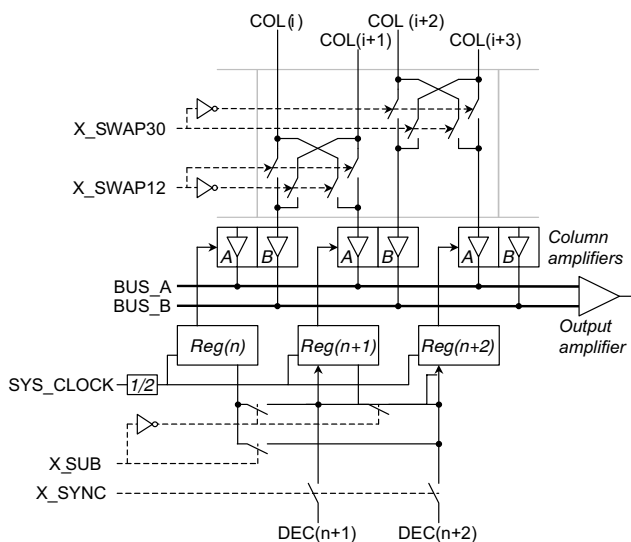 COL(i)
COL(i+1)
COL(i+2)
COL(i+3)
X_SWAP30
X_SWAP12
A
B
A
B
A
B
Column
amplifiers
BUS_A
BUS_B
Output
amplifier
Reg(n)
Reg(n+1)
Reg(n+2)
SYS_CLOCK
1/2
X_SUB
X_SYNC
DEC(n+1)
DEC(n+2)